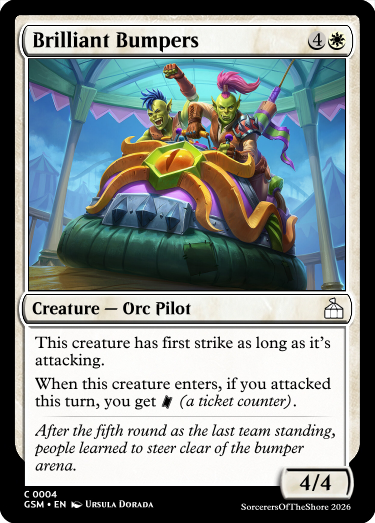 Brilliant Bumpers 4
Creature — Orc Pilot
This creature has first strike as long as it's
attacking.
When this creature enters, if you attacked
this turn, you get (a ticket counter).
After the fifth round as the last team standing,
people learned to steer clear of the bumper
arena.
4/4
C 0004
GSM • EN Ursula Dorada
SorcerersOfTheShore 2026